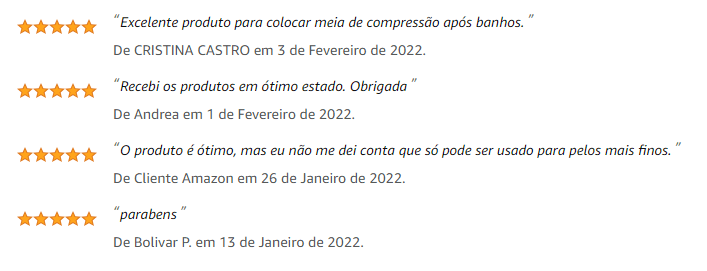 “Excelente produto para colocar meia de compressão após banhos. ”
De CRISTINA CASTRO em 3 de Fevereiro de 2022.
“Recebi os produtos em ótimo estado. Obrigada ”
De Andrea em 1 de Fevereiro de 2022.
“O produto é ótimo, mas eu não me dei conta que só pode ser usado para pelos mais finos. ”
De Cliente Amazon em 26 de Janeiro de 2022.
“parabens ”
De Bolivar P. em 13 de Janeiro de 2022.